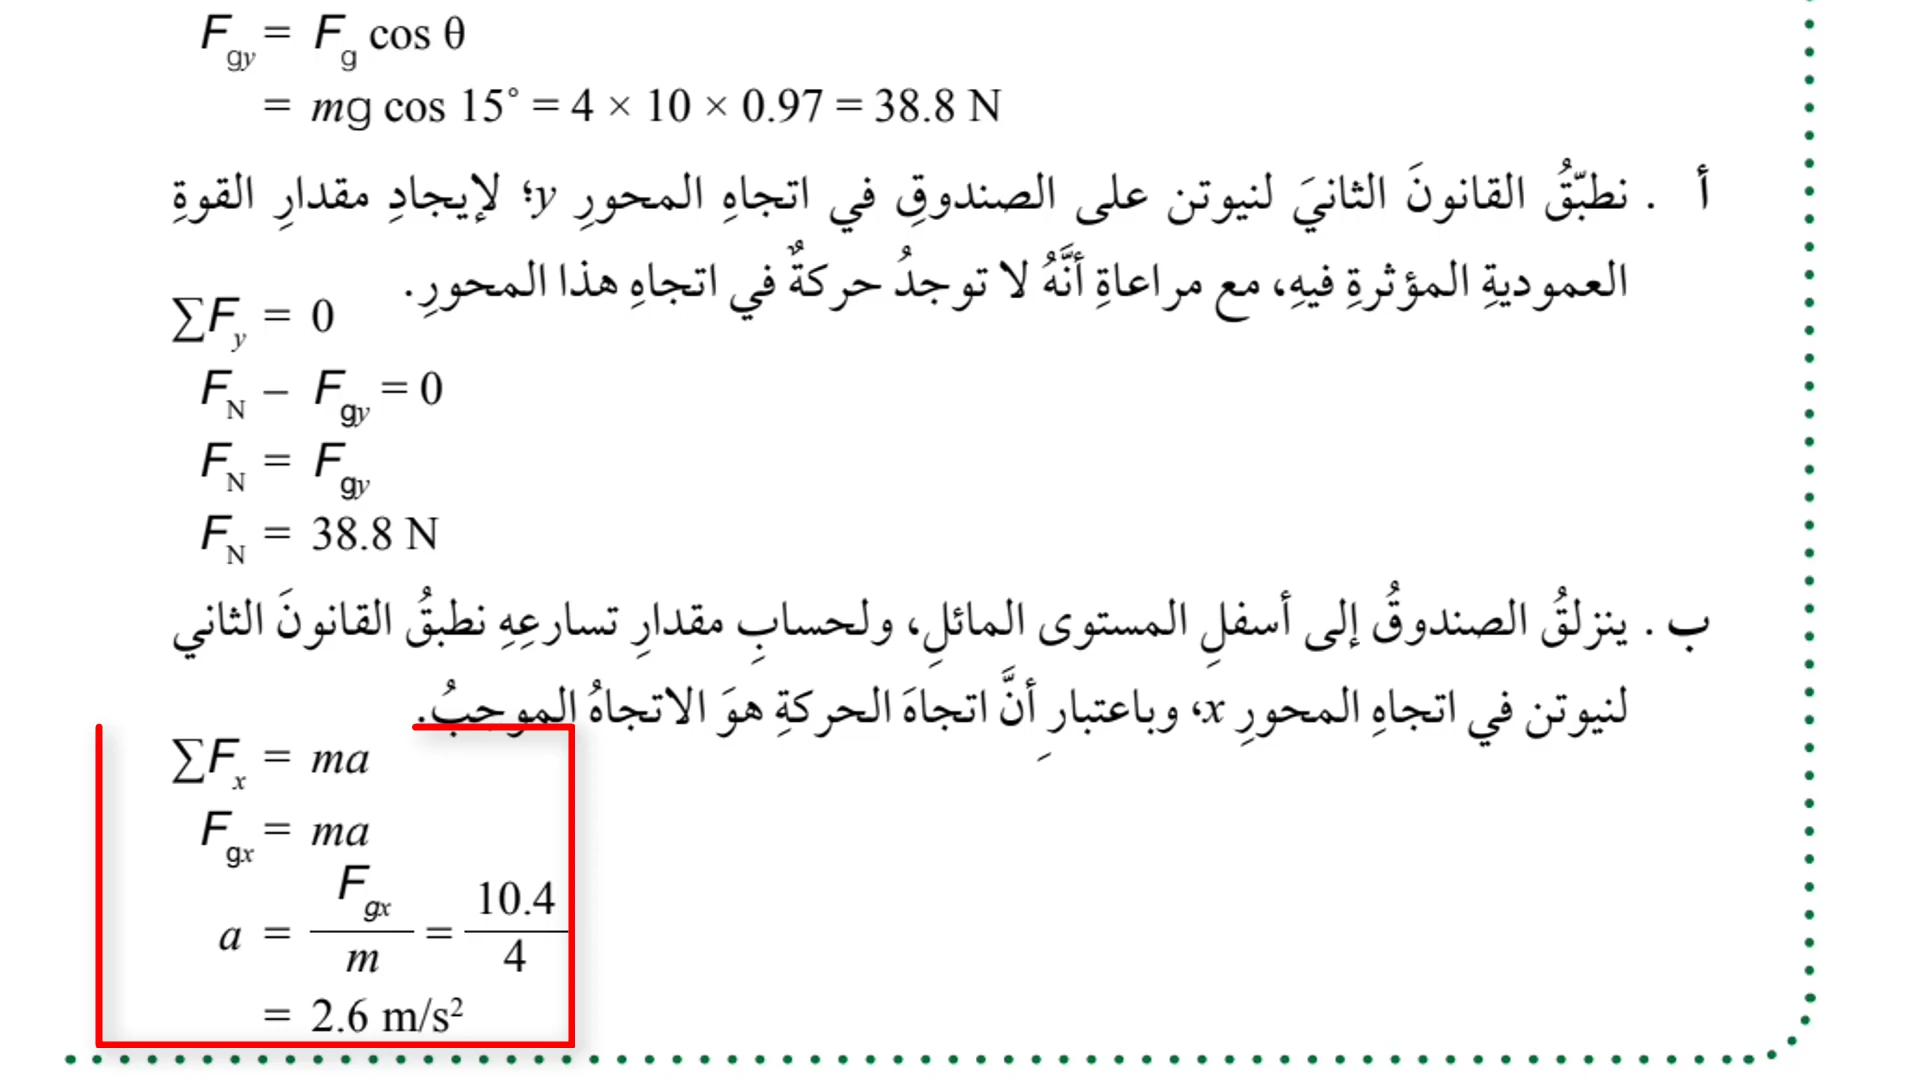 F_gy = F_g cos θ
= mg cos 15° = 4 × 10 × 0.97 = 38.8 N
أ . نطبّقُ القانونَ الثانيَ لنيوتن على الصندوقِ في اتجاهِ المحورِ y؛ لإيجادِ مقدارِ القوةِ
العموديةِ المؤثرةِ فيهِ، مع مراعاةِ أنَّهُ لا توجدُ حركةٌ في اتجاهِ هذا المحورِ.
∑F_y = 0
F_N – F_gy = 0
F_N = F_gy
F_N = 38.8 N
ب . ينزلقُ الصندوقُ إلى أسفلِ المستوى المائلِ، ولحسابِ مقدارِ تسارعِهِ نطبقُ القانونَ الثاني
لنيوتن في اتجاهِ المحورِ x، وباعتبارِ أنَّ اتجاهَ الحركةِ هوَ الاتجاهُ الموجبُ.
∑F_x = ma
F_gx = ma
a = F_gx / m = 10.4 / 4
= 2.6 m/s²